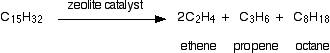 zeolite catalyst
C15H32 → 2C2H4 + C3H6 + C8H18
ethene propene octane